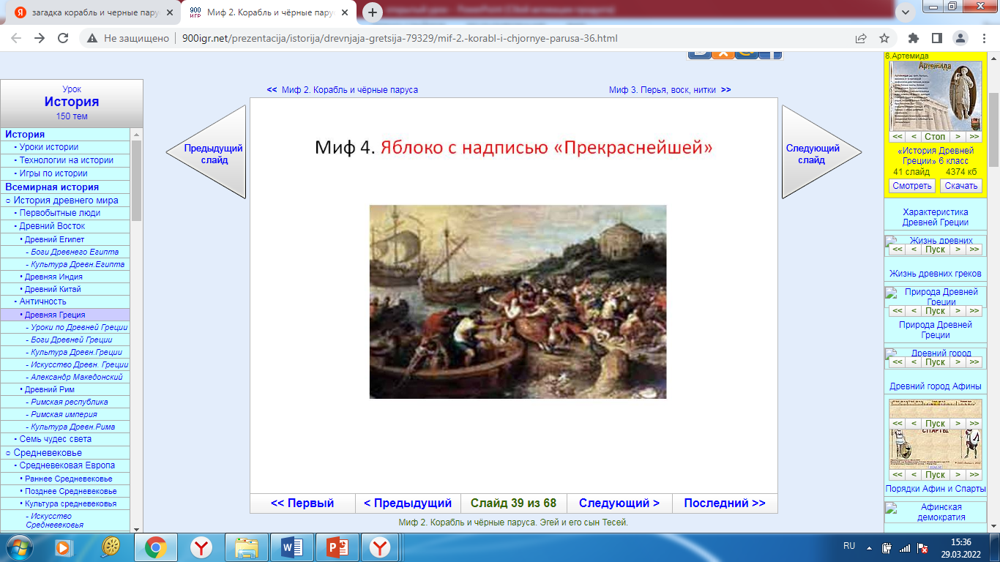 загадка корабль и черные пару
900 игр Миф 2. Корабль и чёрные пару
Не защищено
900igr.net/prezentacija/istorija/drevnjaja-gretsija-79329/mif-2.-korabl-i-chjornye-parusa-36.html
Урок
История
150 тем
История
• Уроки истории
• Технологии на истории
• Игры по истории
Всемирная история
○ История древнего мира
• Первобытные люди
• Древний Восток
• Древний Египет
- Боги Древнего Египта
- Культура Древн.Египта
• Древняя Индия
• Древний Китай
• Античность
• Древняя Греция
- Уроки по Древней Греции
- Боги Древней Греции
- Культура Древн.Греции
- Искусство Древн. Греции
- Александр Македонский
• Древний Рим
- Римская республика
- Римская империя
- Культура Древн.Рима
• Семь чудес света
○ Средневековье
• Средневековая Европа
• Раннее Средневековье
• Позднее Средневековье
• Культура средневековья
- Искусство
Средневековья
<< Миф 2. Корабль и чёрные паруса
Миф 3. Перья, воск, нитки >>
Предыдущий
слайд
Миф 4. Яблоко с надписью «Прекраснейшей»
Следующий
слайд
<< Первый
< Предыдущий
Слайд 39 из 68
Следующий >
Последний >>
Миф 2. Корабль и чёрные паруса. Эгей и его сын Тесей.
8.Артемида
Артемида
<< < Стоп > >>
«История Древней
Греции» 6 класс
41 слайд 4374 кб
Смотреть Скачать
Характеристика
Древней Греции
Жизнь древних
<< < Пуск > >>
Жизнь древних греков
Природа Древней
Греции
<< < Пуск > >>
Природа Древней
Греции
Древний город
<< < Пуск > >>
Древний город Афины
<< < Пуск > >>
СПАРТЫ
<< < Пуск > >>
Порядки Афин и Спарты
Афинская
демократия
RU
15:36
29.03.2022